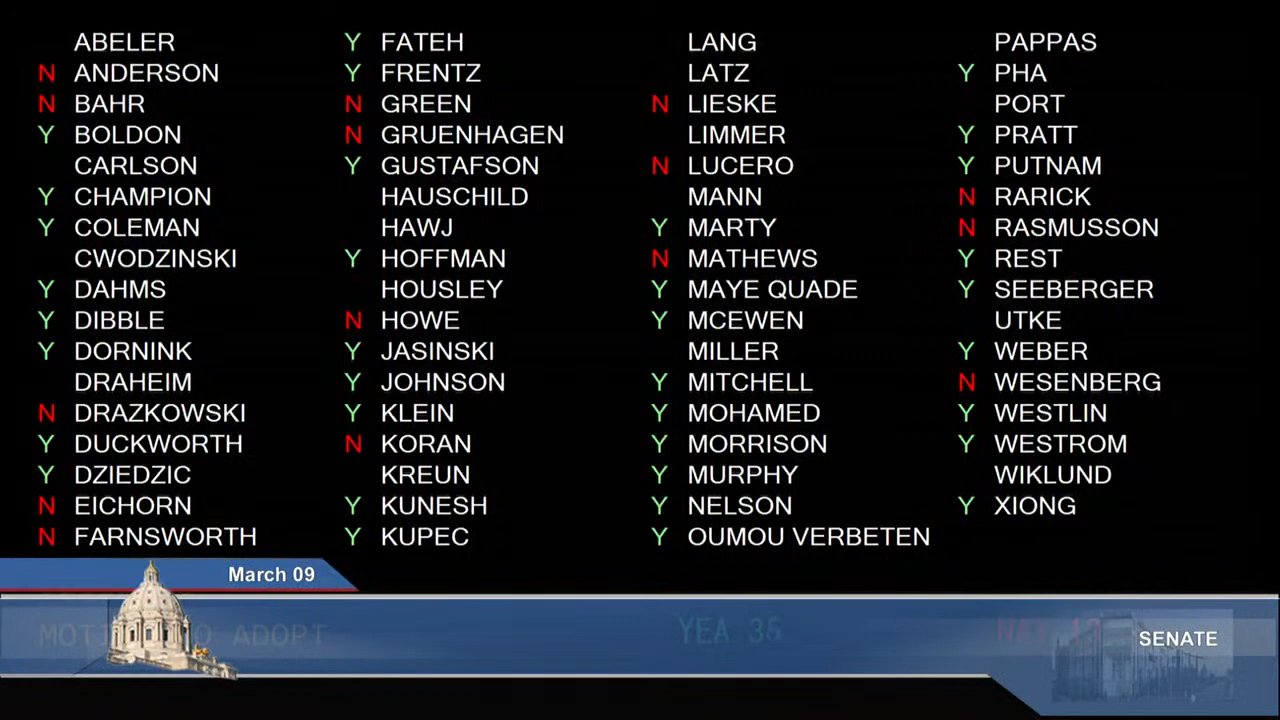 ABELER
N ANDERSON
N BAHR
Y BOLDON
CARLSON
Y CHAMPION
Y COLEMAN
CWODZINSKI
Y DAHMS
Y DIBBLE
Y DORNINK
DRAHEIM
N DRAZKOWSKI
Y DUCKWORTH
Y DZIEDZIC
N EICHORN
N FARNSWORTH
Y FATEH
Y FRENTZ
N GREEN
N GRUENHAGEN
Y GUSTAFSON
HAUSCHILD
HAWJ
Y HOFFMAN
HOUSLEY
N HOWE
Y JASINSKI
Y JOHNSON
Y KLEIN
N KORAN
KREUN
Y KUNESH
Y KUPEC
LANG
LATZ
N LIESKE
LIMMER
N LUCERO
MANN
Y MARTY
N MATHEWS
Y MAYE QUADE
Y MCEWEN
MILLER
Y MITCHELL
Y MOHAMED
Y MORRISON
Y MURPHY
Y NELSON
Y OUMOU VERBETEN
PAPPAS
Y PHA
PORT
Y PRATT
Y PUTNAM
N RARICK
N RASMUSSON
Y REST
Y SEEBERGER
UTKE
Y WEBER
N WESENBERG
Y WESTLIN
Y WESTROM
WIKLUND
Y XIONG
March 09
ADOPT
YEA
SENATE